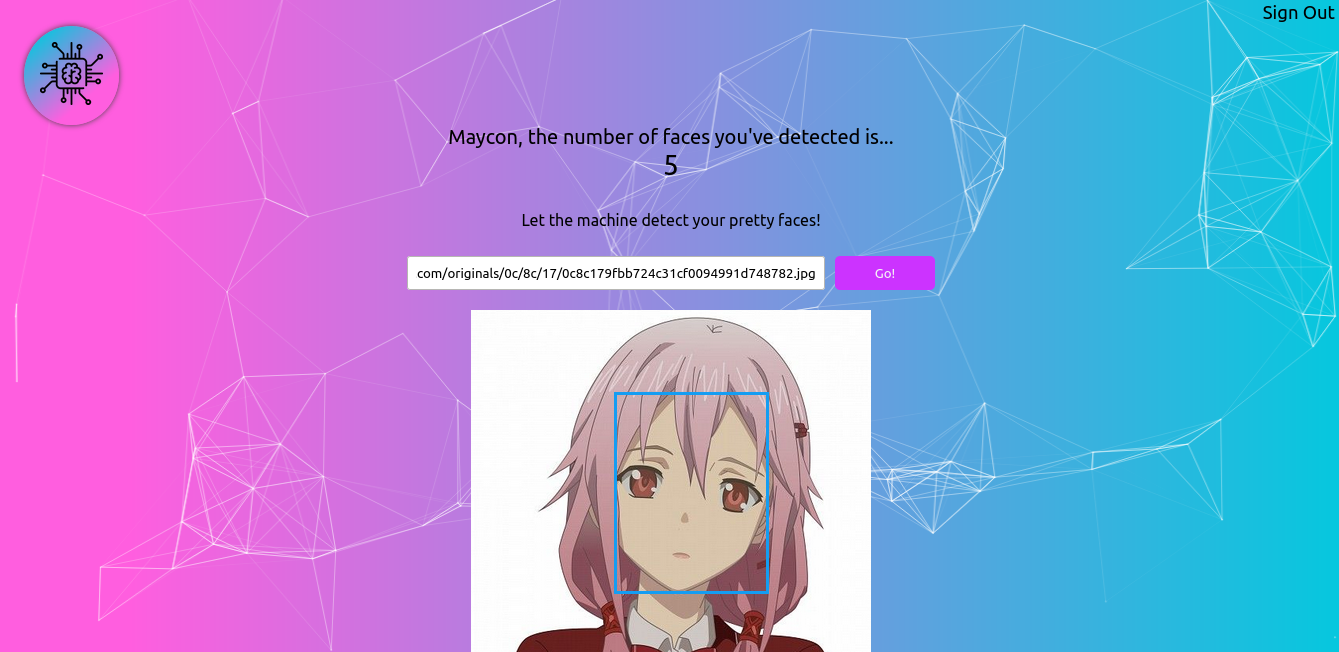 Sign Out
Maycon, the number of faces you've detected is...
5
Let the machine detect your pretty faces!
com/originals/0c/8c/17/0c8c179fbb724c31cf0094991d748782.jpg
Go!